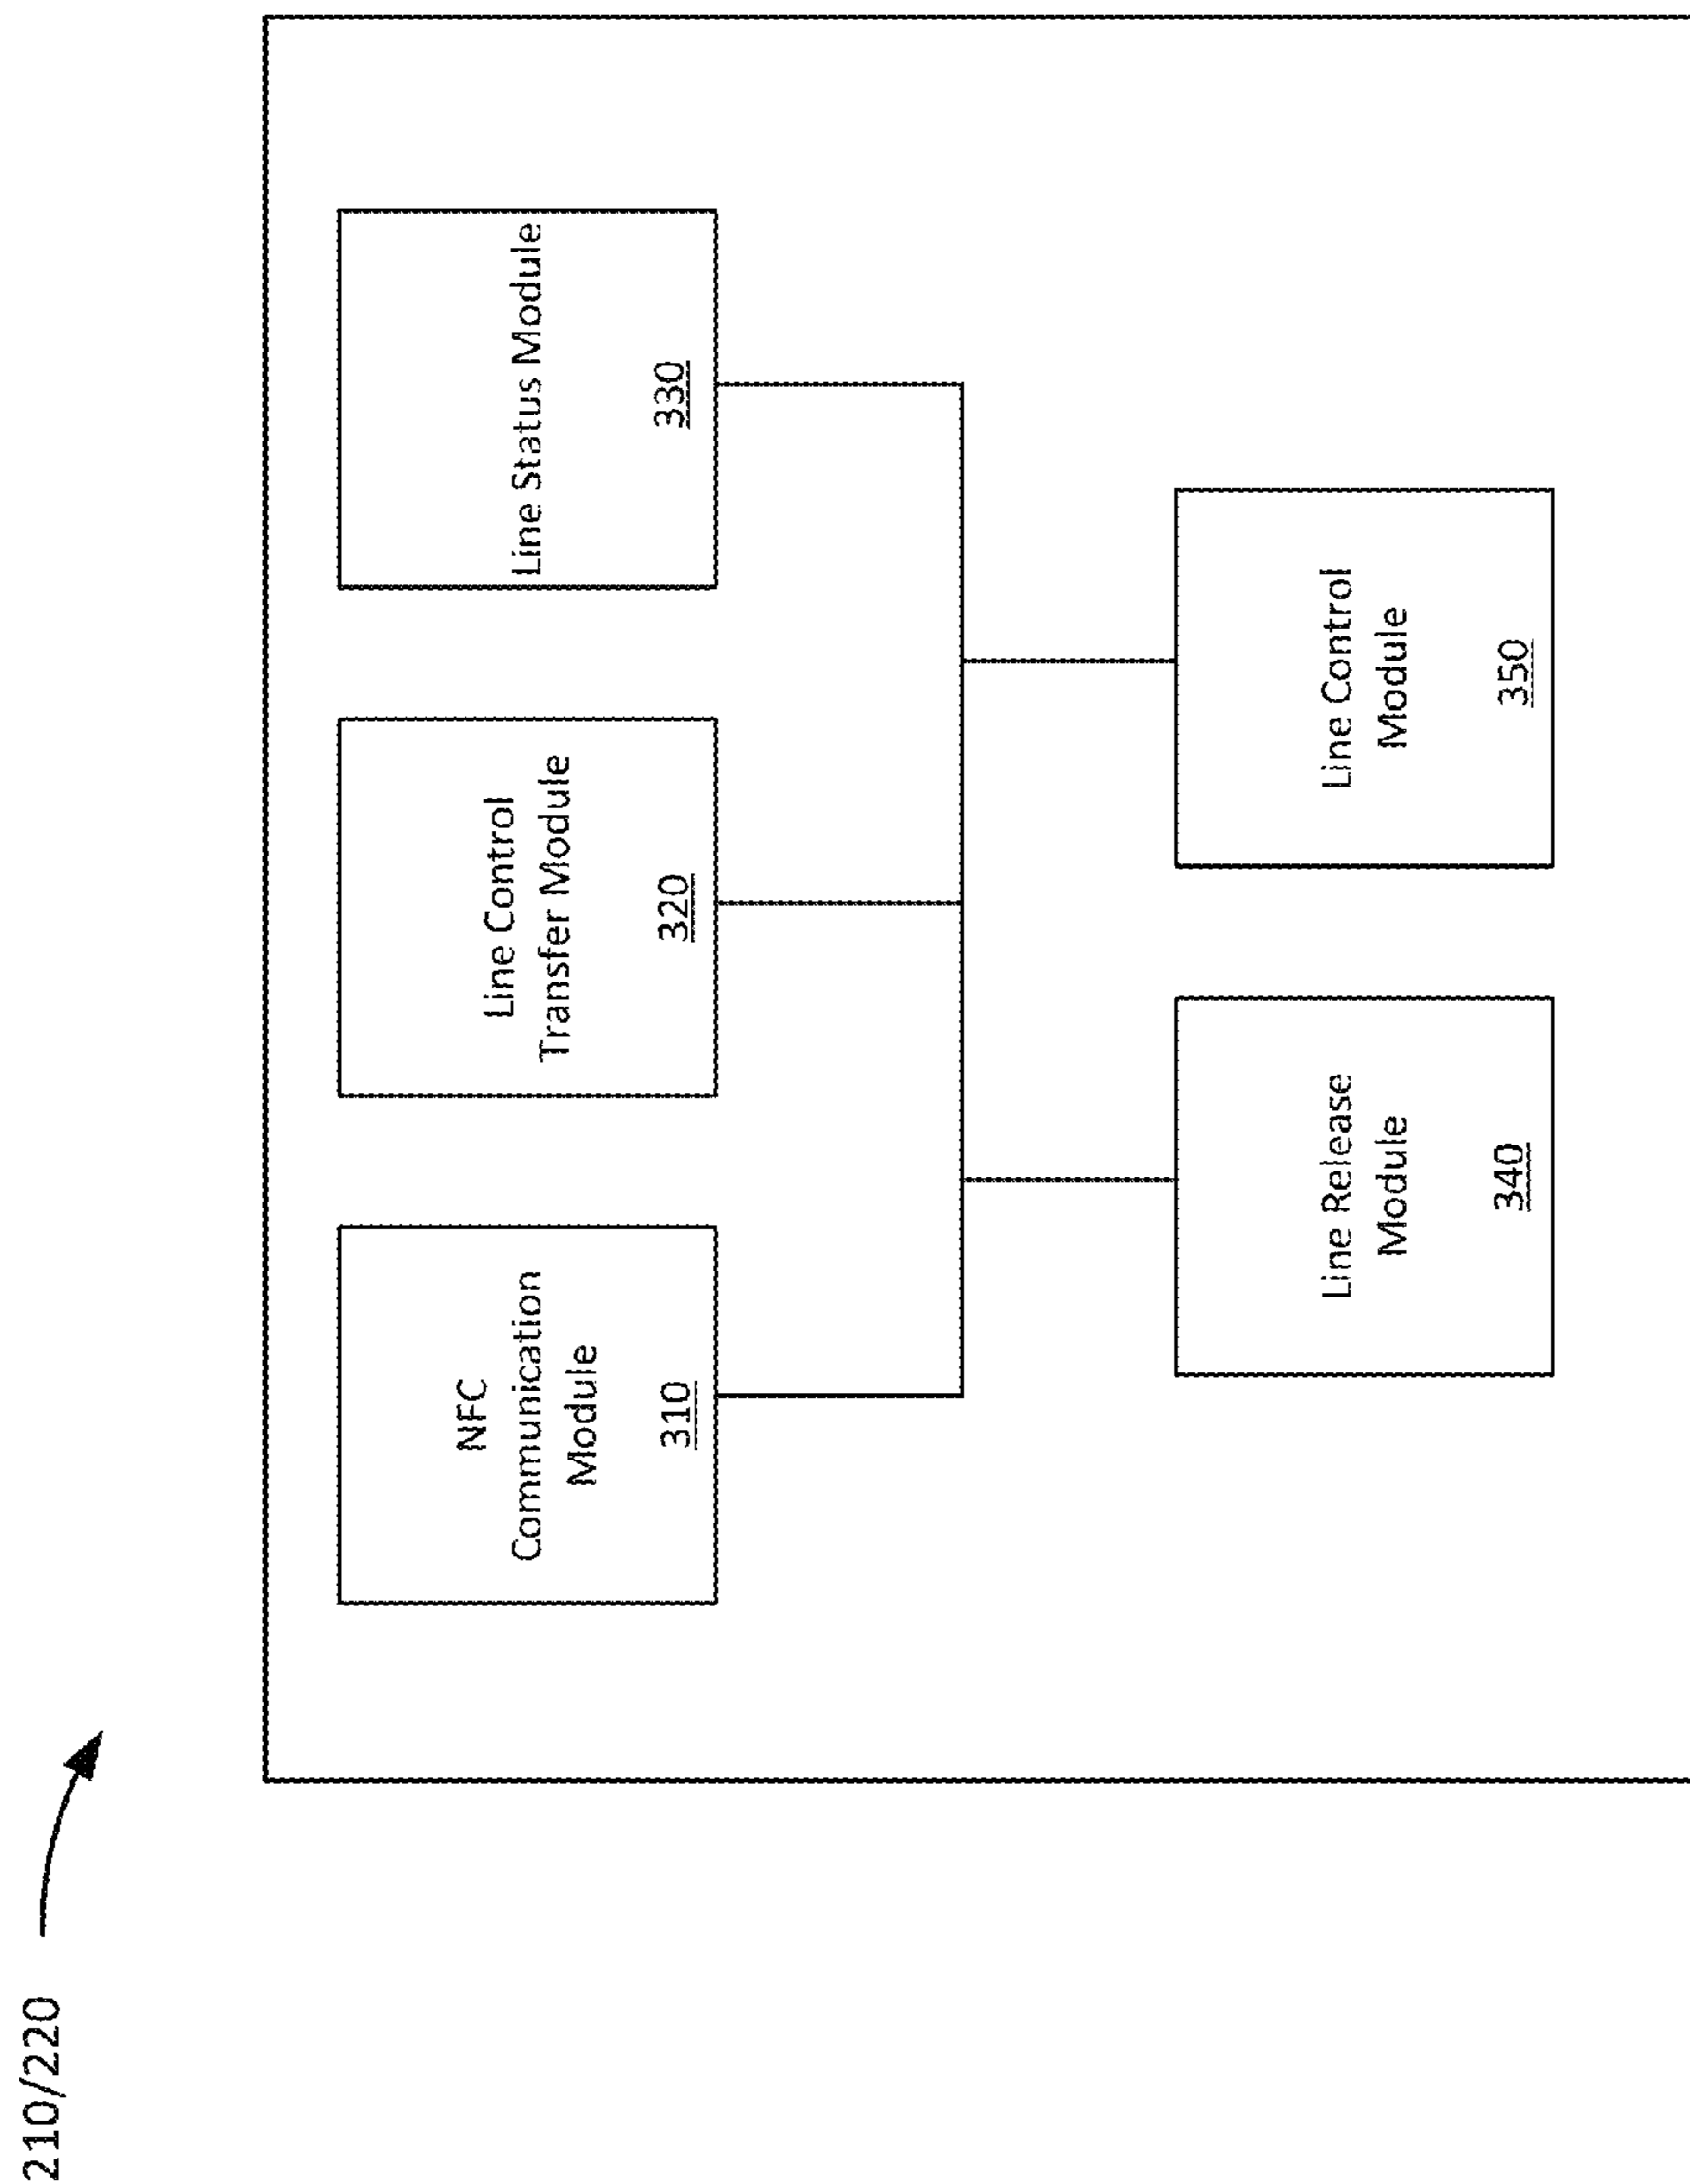 210/220
NFC
Communication
Module
310
Line Control
Transfer Module
320
Line Status Module
330
Line Release
Module
340
Line Control
Module
350